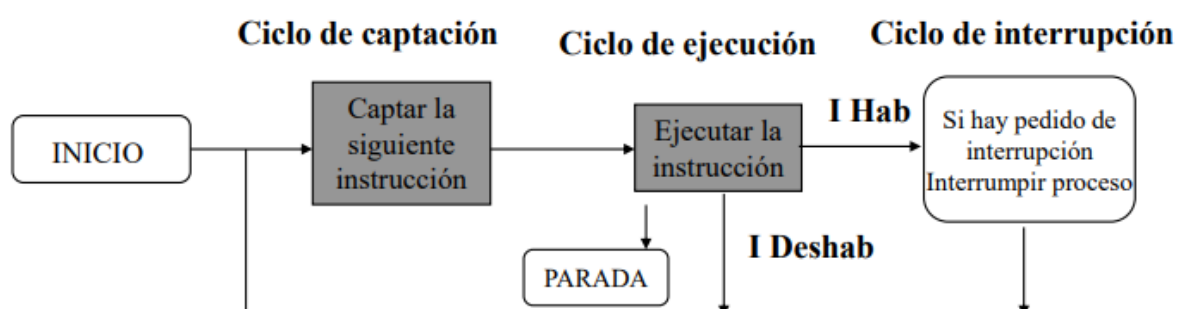 Ciclo de captación
Ciclo de ejecución
Ciclo de interrupción
INICIO
Captar la
siguiente
instrucción
Ejecutar la
instrucción
I Hab
Si hay pedido de
interrupción
Interrumpir proceso
I Deshab
PARADA